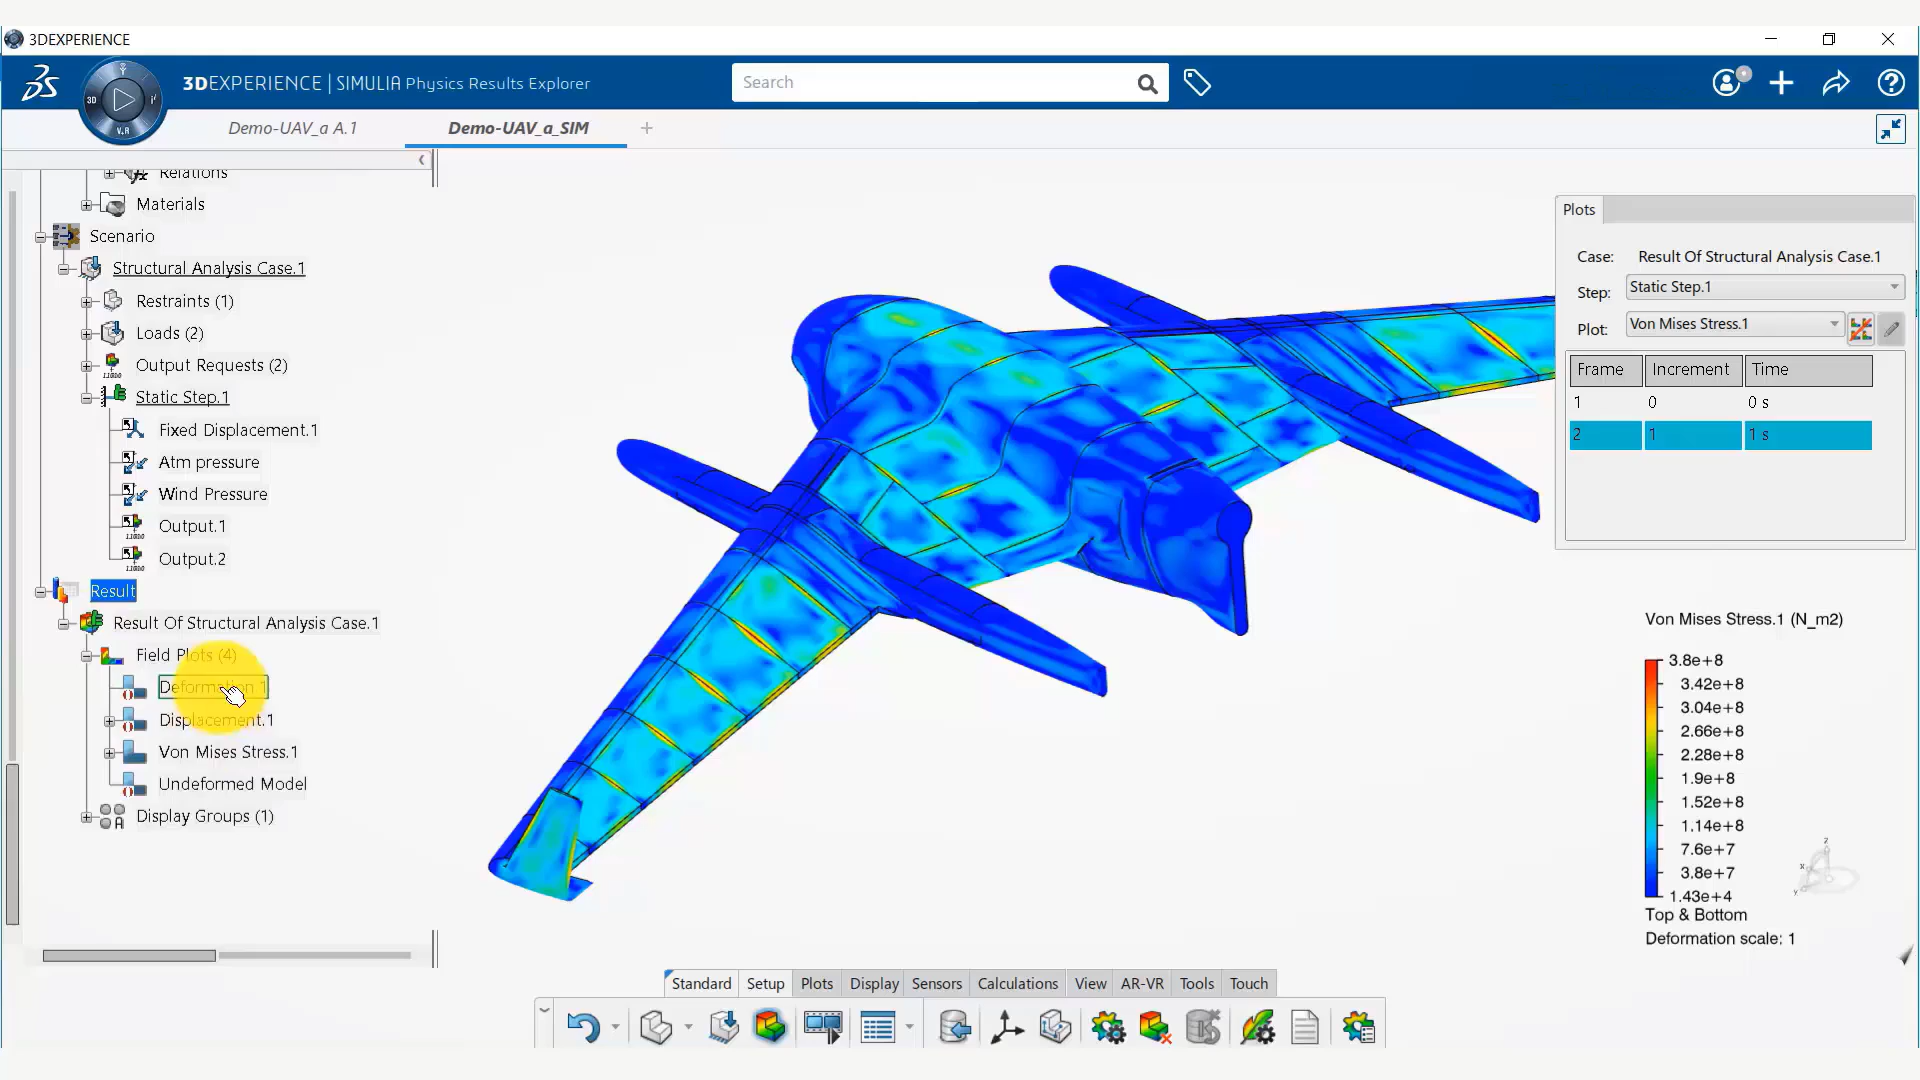 3DEXPERIENCE
3DEXPERIENCE | SIMULIA Physics Results Explorer
Search
3D
V.R
Demo-UAV_a A.1
Demo-UAV_a_SIM
Relations
Materials
Scenario
Structural Analysis Case.1
Restraints (1)
Loads (2)
Output Requests (2)
Static Step.1
Fixed Displacement.1
Atm pressure
Wind Pressure
Output.1
Output.2
Result
Result Of Structural Analysis Case.1
Field Plots (4)
Deformation.1
Displacement.1
Von Mises Stress.1
Undeformed Model
Display Groups (1)
Plots
Case: Result Of Structural Analysis Case.1
Step: Static Step.1
Plot: Von Mises Stress.1
Frame Increment Time
1 0 0 s
2 1 1 s
Von Mises Stress.1 (N_m2)
3.8e+8
3.42e+8
3.04e+8
2.66e+8
2.28e+8
1.9e+8
1.52e+8
1.14e+8
7.6e+7
3.8e+7
1.43e+4
Top & Bottom
Deformation scale: 1
z
x
y
Standard Setup Plots Display Sensors Calculations View AR-VR Tools Touch